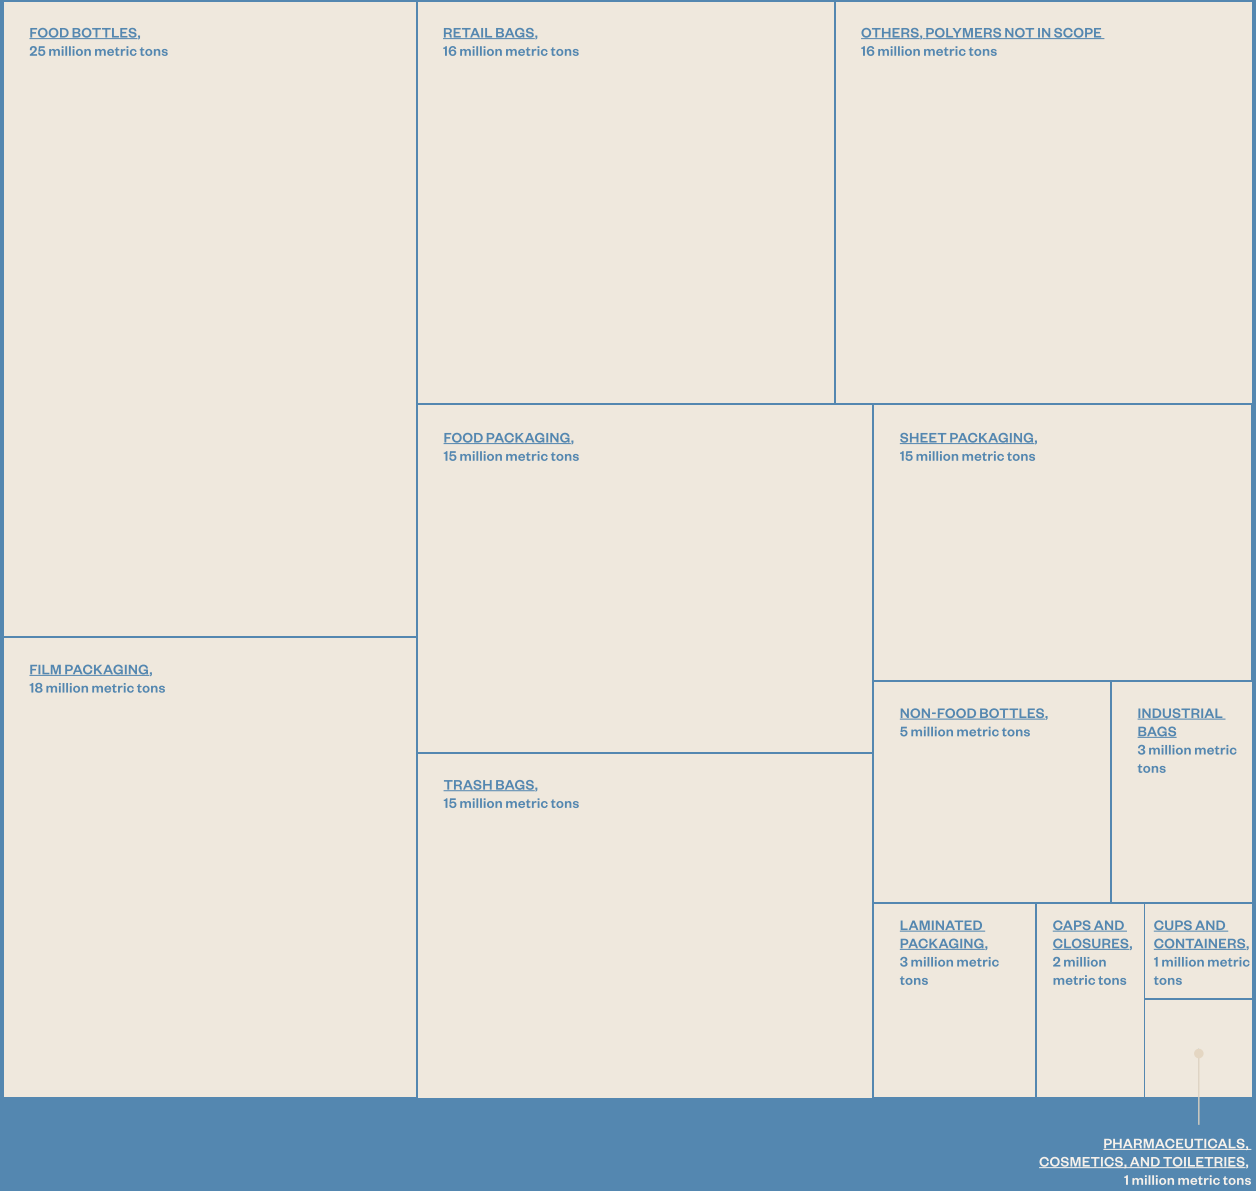 FOOD BOTTLES,
25 million metric tons
RETAIL BAGS,
16 million metric tons
OTHERS, POLYMERS NOT IN SCOPE
16 million metric tons
FOOD PACKAGING,
15 million metric tons
SHEET PACKAGING,
15 million metric tons
FILM PACKAGING,
18 million metric tons
NON-FOOD BOTTLES,
5 million metric tons
INDUSTRIAL
BAGS
3 million metric
tons
TRASH BAGS,
15 million metric tons
LAMINATED
PACKAGING,
3 million metric
tons
CAPS AND
CLOSURES,
2 million
metric tons
CUPS AND
CONTAINERS,
1 million metric
tons
PHARMACEUTICALS,
COSMETICS, AND TOILETRIES,
1 million metric tons